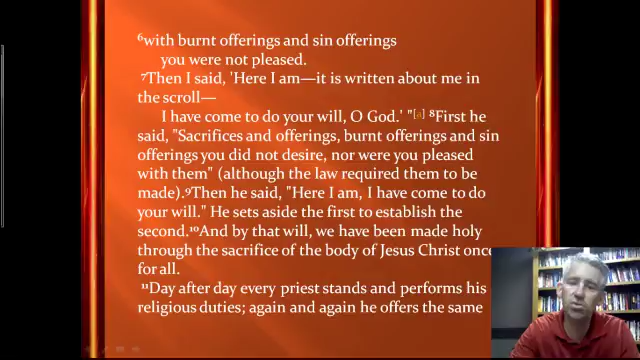 ⁶with burnt offerings and sin offerings
you were not pleased.
⁷Then I said, 'Here I am—it is written about me in
the scroll—
I have come to do your will, O God.' "[a] ⁸First he
said, "Sacrifices and offerings, burnt offerings and sin
offerings you did not desire, nor were you pleased
with them" (although the law required them to be
made).⁹Then he said, "Here I am, I have come to do
your will." He sets aside the first to establish the
second.¹⁰And by that will, we have been made holy
through the sacrifice of the body of Jesus Christ once
for all.
¹¹Day after day every priest stands and performs his
religious duties; again and again he offers the same